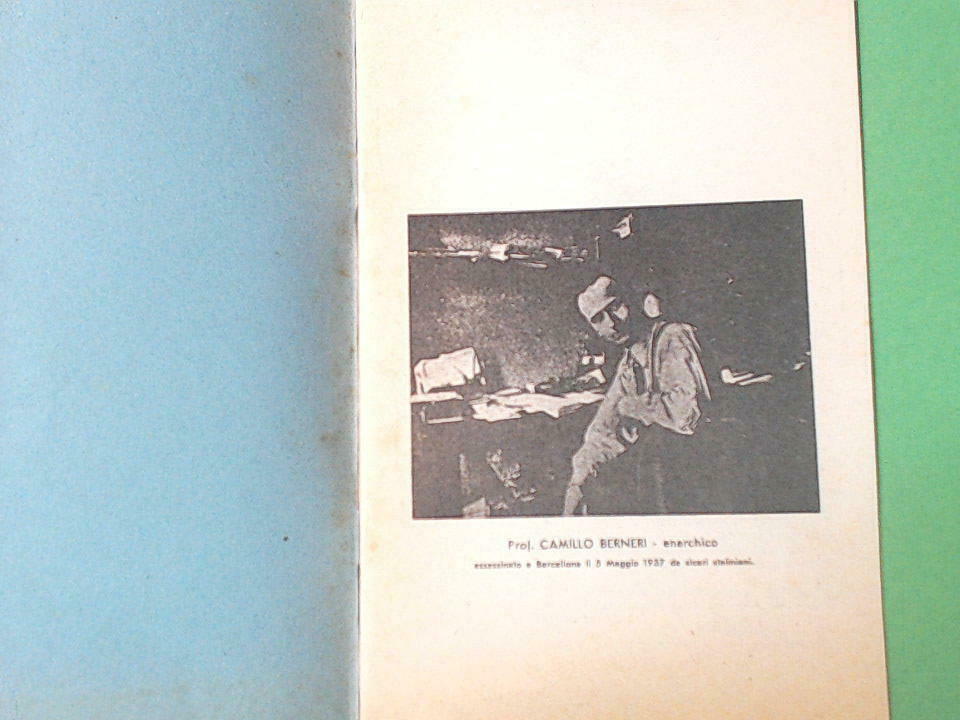 Prof. CAMILLO BERNERI - anarchico
assassinato a Barcellona il 5 Maggio 1937 da sicari staliniani.